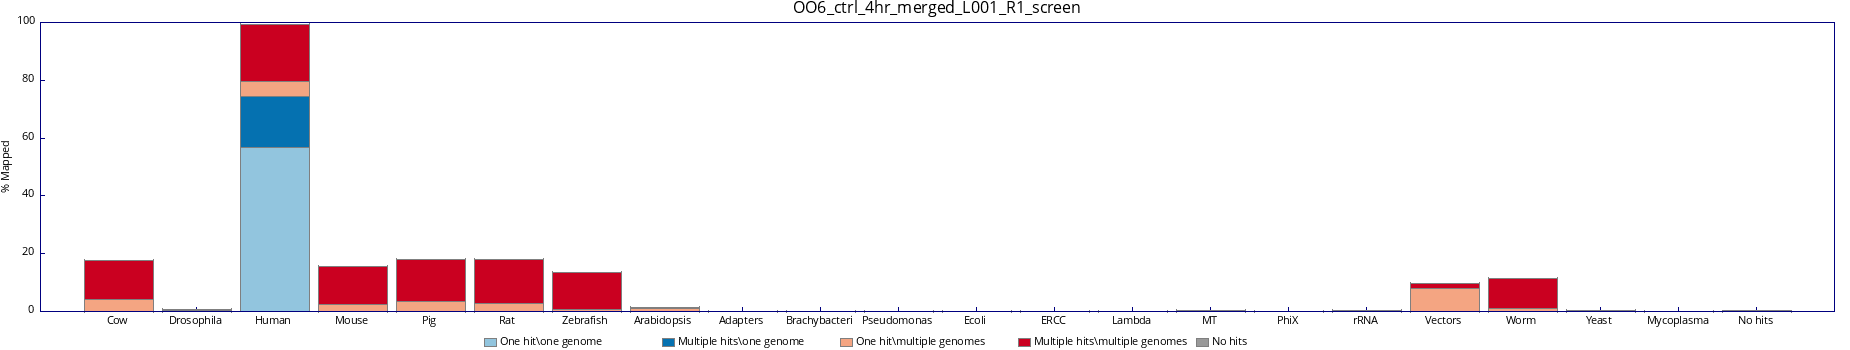 OO6_ctrl_4hr_merged_L001_R1_screen
100
80
60
40
20
0
% Mapped
Cow Drosophila Human Mouse Pig Rat Zebrafish Arabidopsis Adapters Brachybacteri Pseudomonas Ecoli ERCC Lambda MT PhiX rRNA Vectors Worm Yeast Mycoplasma No hits
One hit\one genome Multiple hits\one genome One hit\multiple genomes Multiple hits\multiple genomes No hits